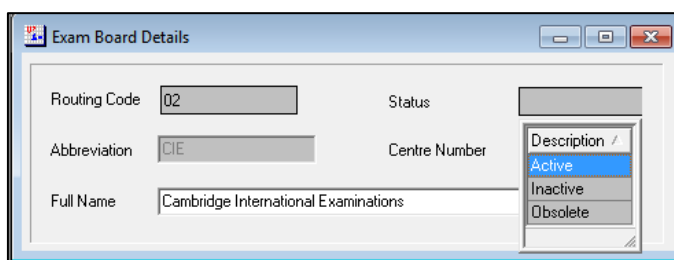 Exam Board Details
Routing Code 02 Status
Abbreviation CIE Centre Number
Full Name Cambridge International Examinations
Description
Active
Inactive
Obsolete